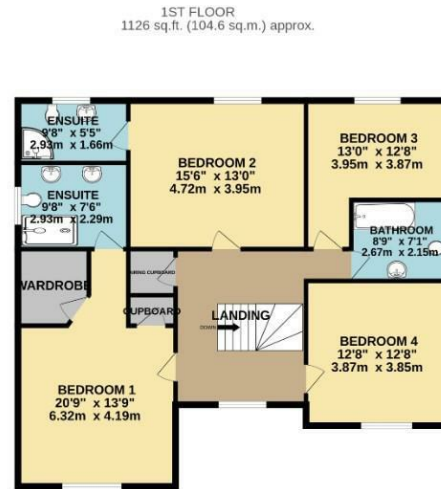 1ST FLOOR
1126 sq.ft. (104.6 sq.m.) approx.
ENSUITE
9'8" x 5'5"
2.93m x 1.66m
ENSUITE
9'8" x 7'6"
2.93m x 2.29m
BEDROOM 2
15'6" x 13'0"
4.72m x 3.95m
BEDROOM 3
13'0" x 12'8"
3.95m x 3.87m
BATHROOM
8'9" x 7'1"
2.67m x 2.15m
WARDROBE
CUPBOARD
CUPBOARD
LANDING
DOWN
BEDROOM 4
12'8" x 12'8"
3.87m x 3.85m
BEDROOM 1
20'9" x 13'9"
6.32m x 4.19m